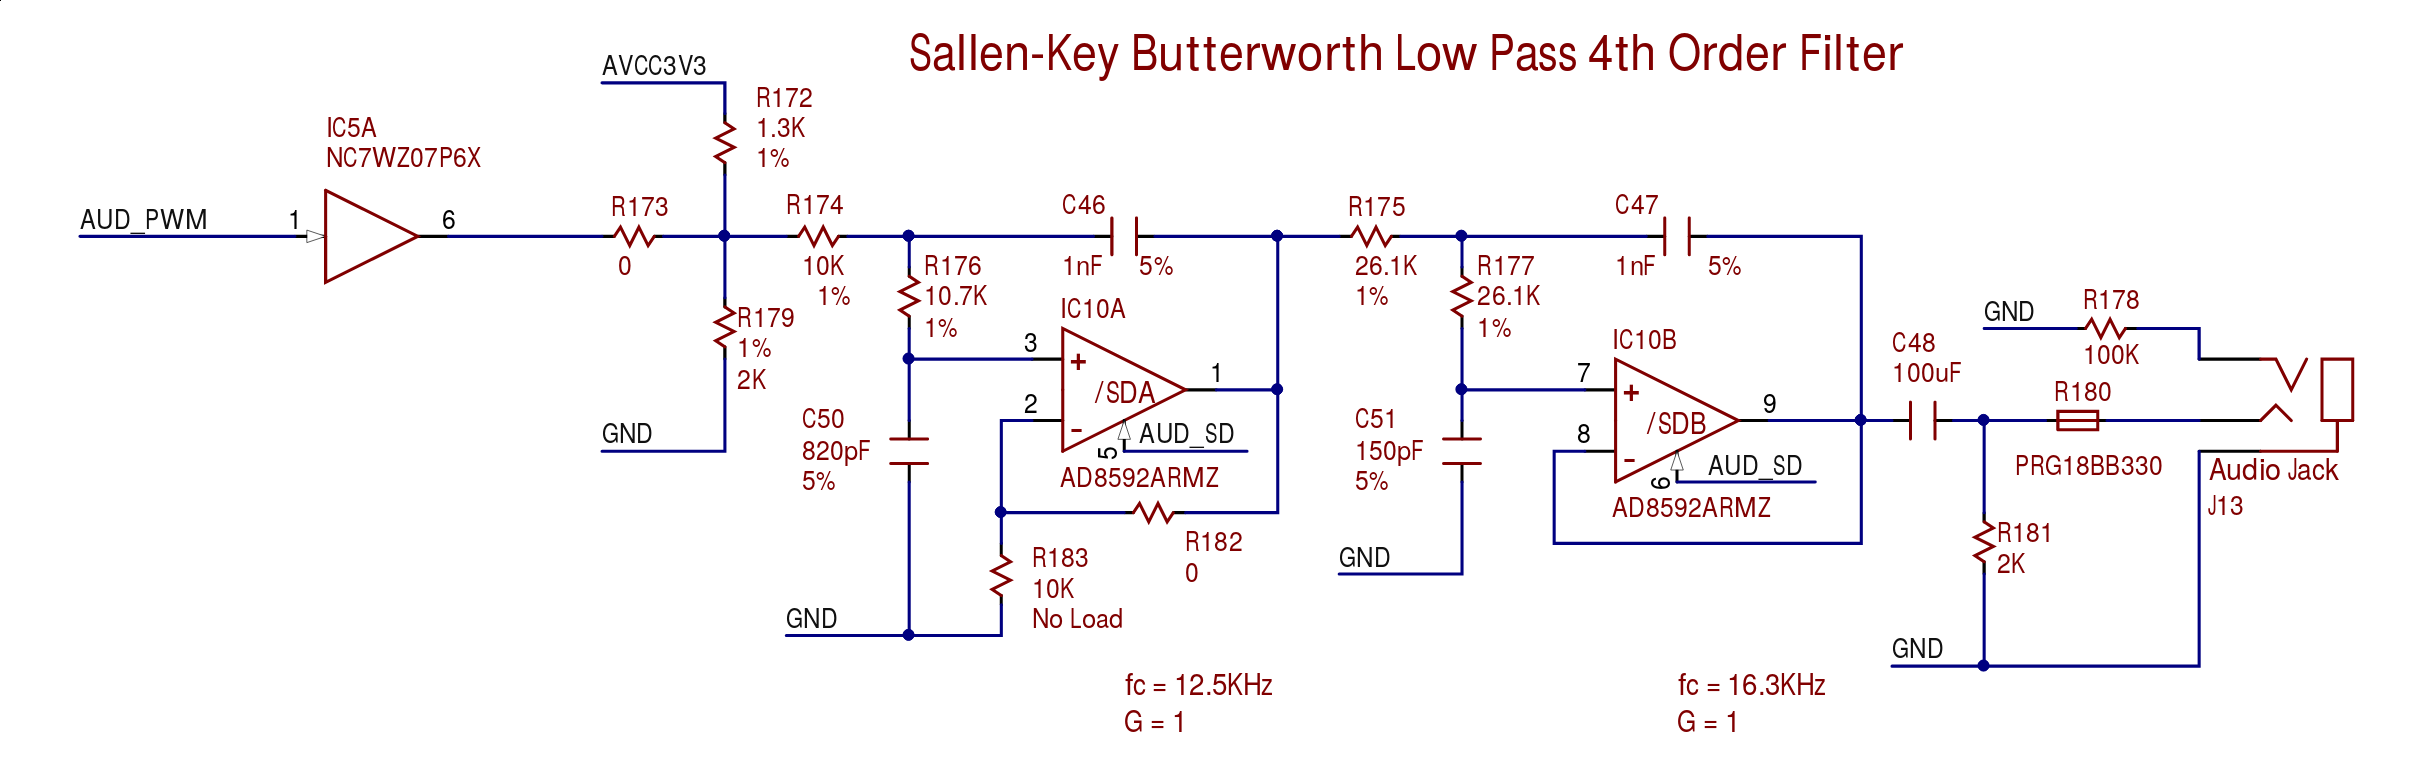 Sallen-Key Butterworth Low Pass 4th Order Filter
AVCC3V3
R172
1.3K
1%
IC5A
NC7WZ07P6X
AUD_PWM
1
6
R173
0
R174
10K
1%
R179
1%
2K
GND
R176
10.7K
1%
C46
1nF
5%
IC10A
3
2
1
+
-
/SDA
5
AUD_SD
AD8592ARMZ
C50
820pF
5%
R182
0
R183
10K
No Load
GND
fc = 12.5KHz
G = 1
R175
26.1K
1%
R177
26.1K
1%
C47
1nF
5%
IC10B
7
8
9
+
-
/SDB
6
AUD_SD
AD8592ARMZ
C51
150pF
5%
GND
fc = 16.3KHz
G = 1
C48
100uF
GND
R178
100K
R180
PRG18BB330
Audio Jack
J13
R181
2K
GND